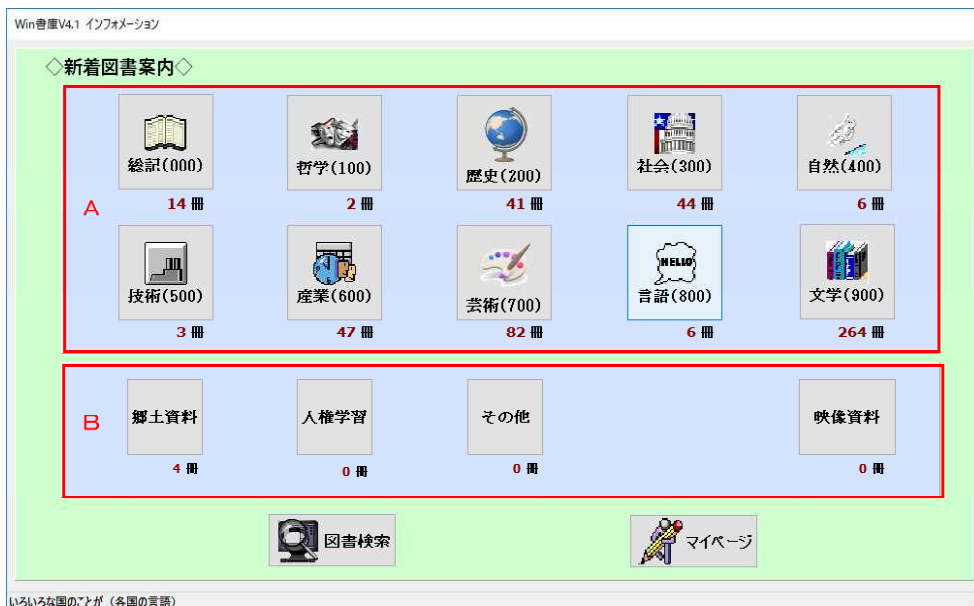 Win書庫V4.1 インフォメーション
◇新着図書案内◇
A
総記(000) 哲学(100) 歴史(200) 社会(300) 自然(400)
14 冊 2 冊 41 冊 44 冊 6 冊
HELLO
技術(500) 産業(600) 芸術(700) 言語(800) 文学(900)
3 冊 47 冊 82 冊 6 冊 264 冊
B
郷土資料 人権学習 その他 映像資料
4 冊 0 冊 0 冊 0 冊
図書検索 マイページ
いろいろな国のことが（各国の言語）